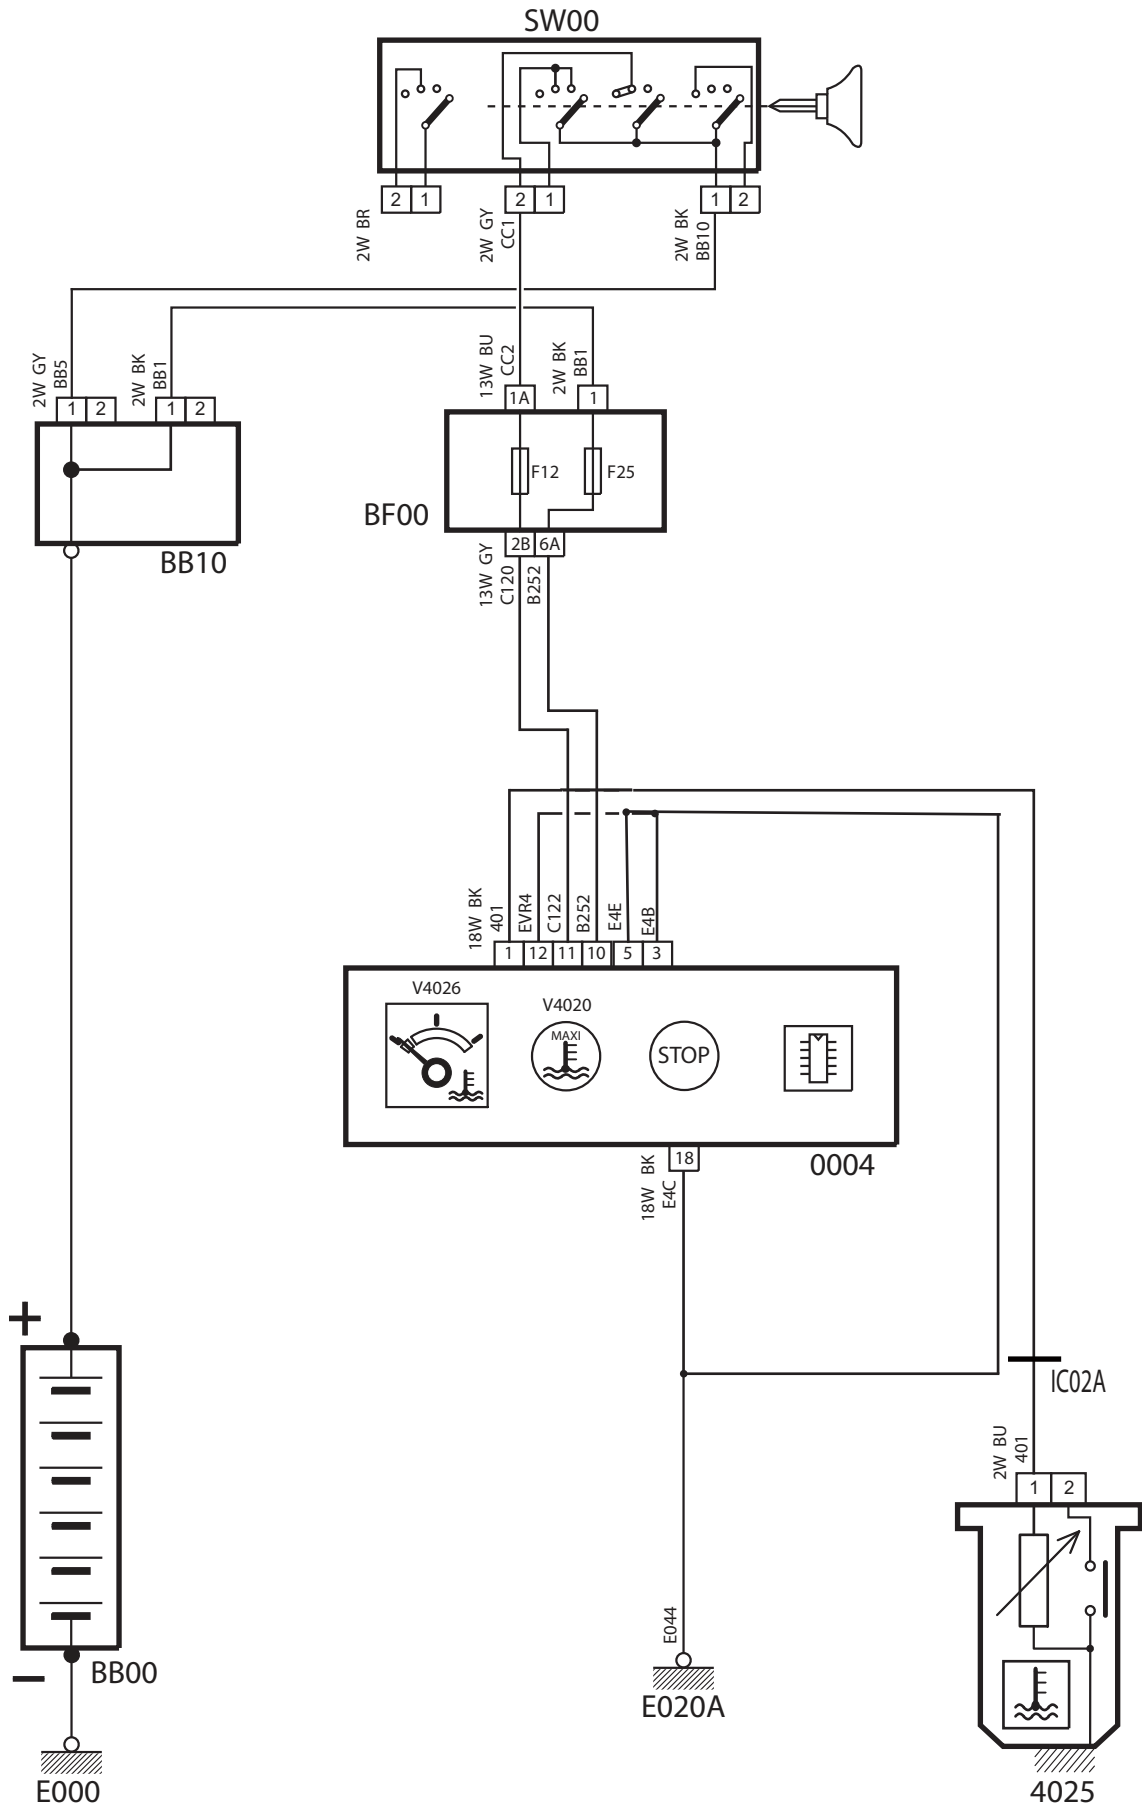 SW00
2 1
2 1
1 2
2W BR
2W GY
CC1
2W BK
BB10
2W GY
BB5
2W BK
BB1
13W BU
CC2
2W BK
BB1
1 2
1 2
1A
1
F12
F25
BF00
BB10
2B 6A
13W GY
C120
B252
18W BK
401
EVR4
C122
B252
E4E
E4B
1 12 11 10 5 3
V4026
V4020
MAXI
STOP
18
0004
18W BK
E4C
+
IC02A
2W BU
401
1 2
E044
−
BB00
E020A
E000
4025